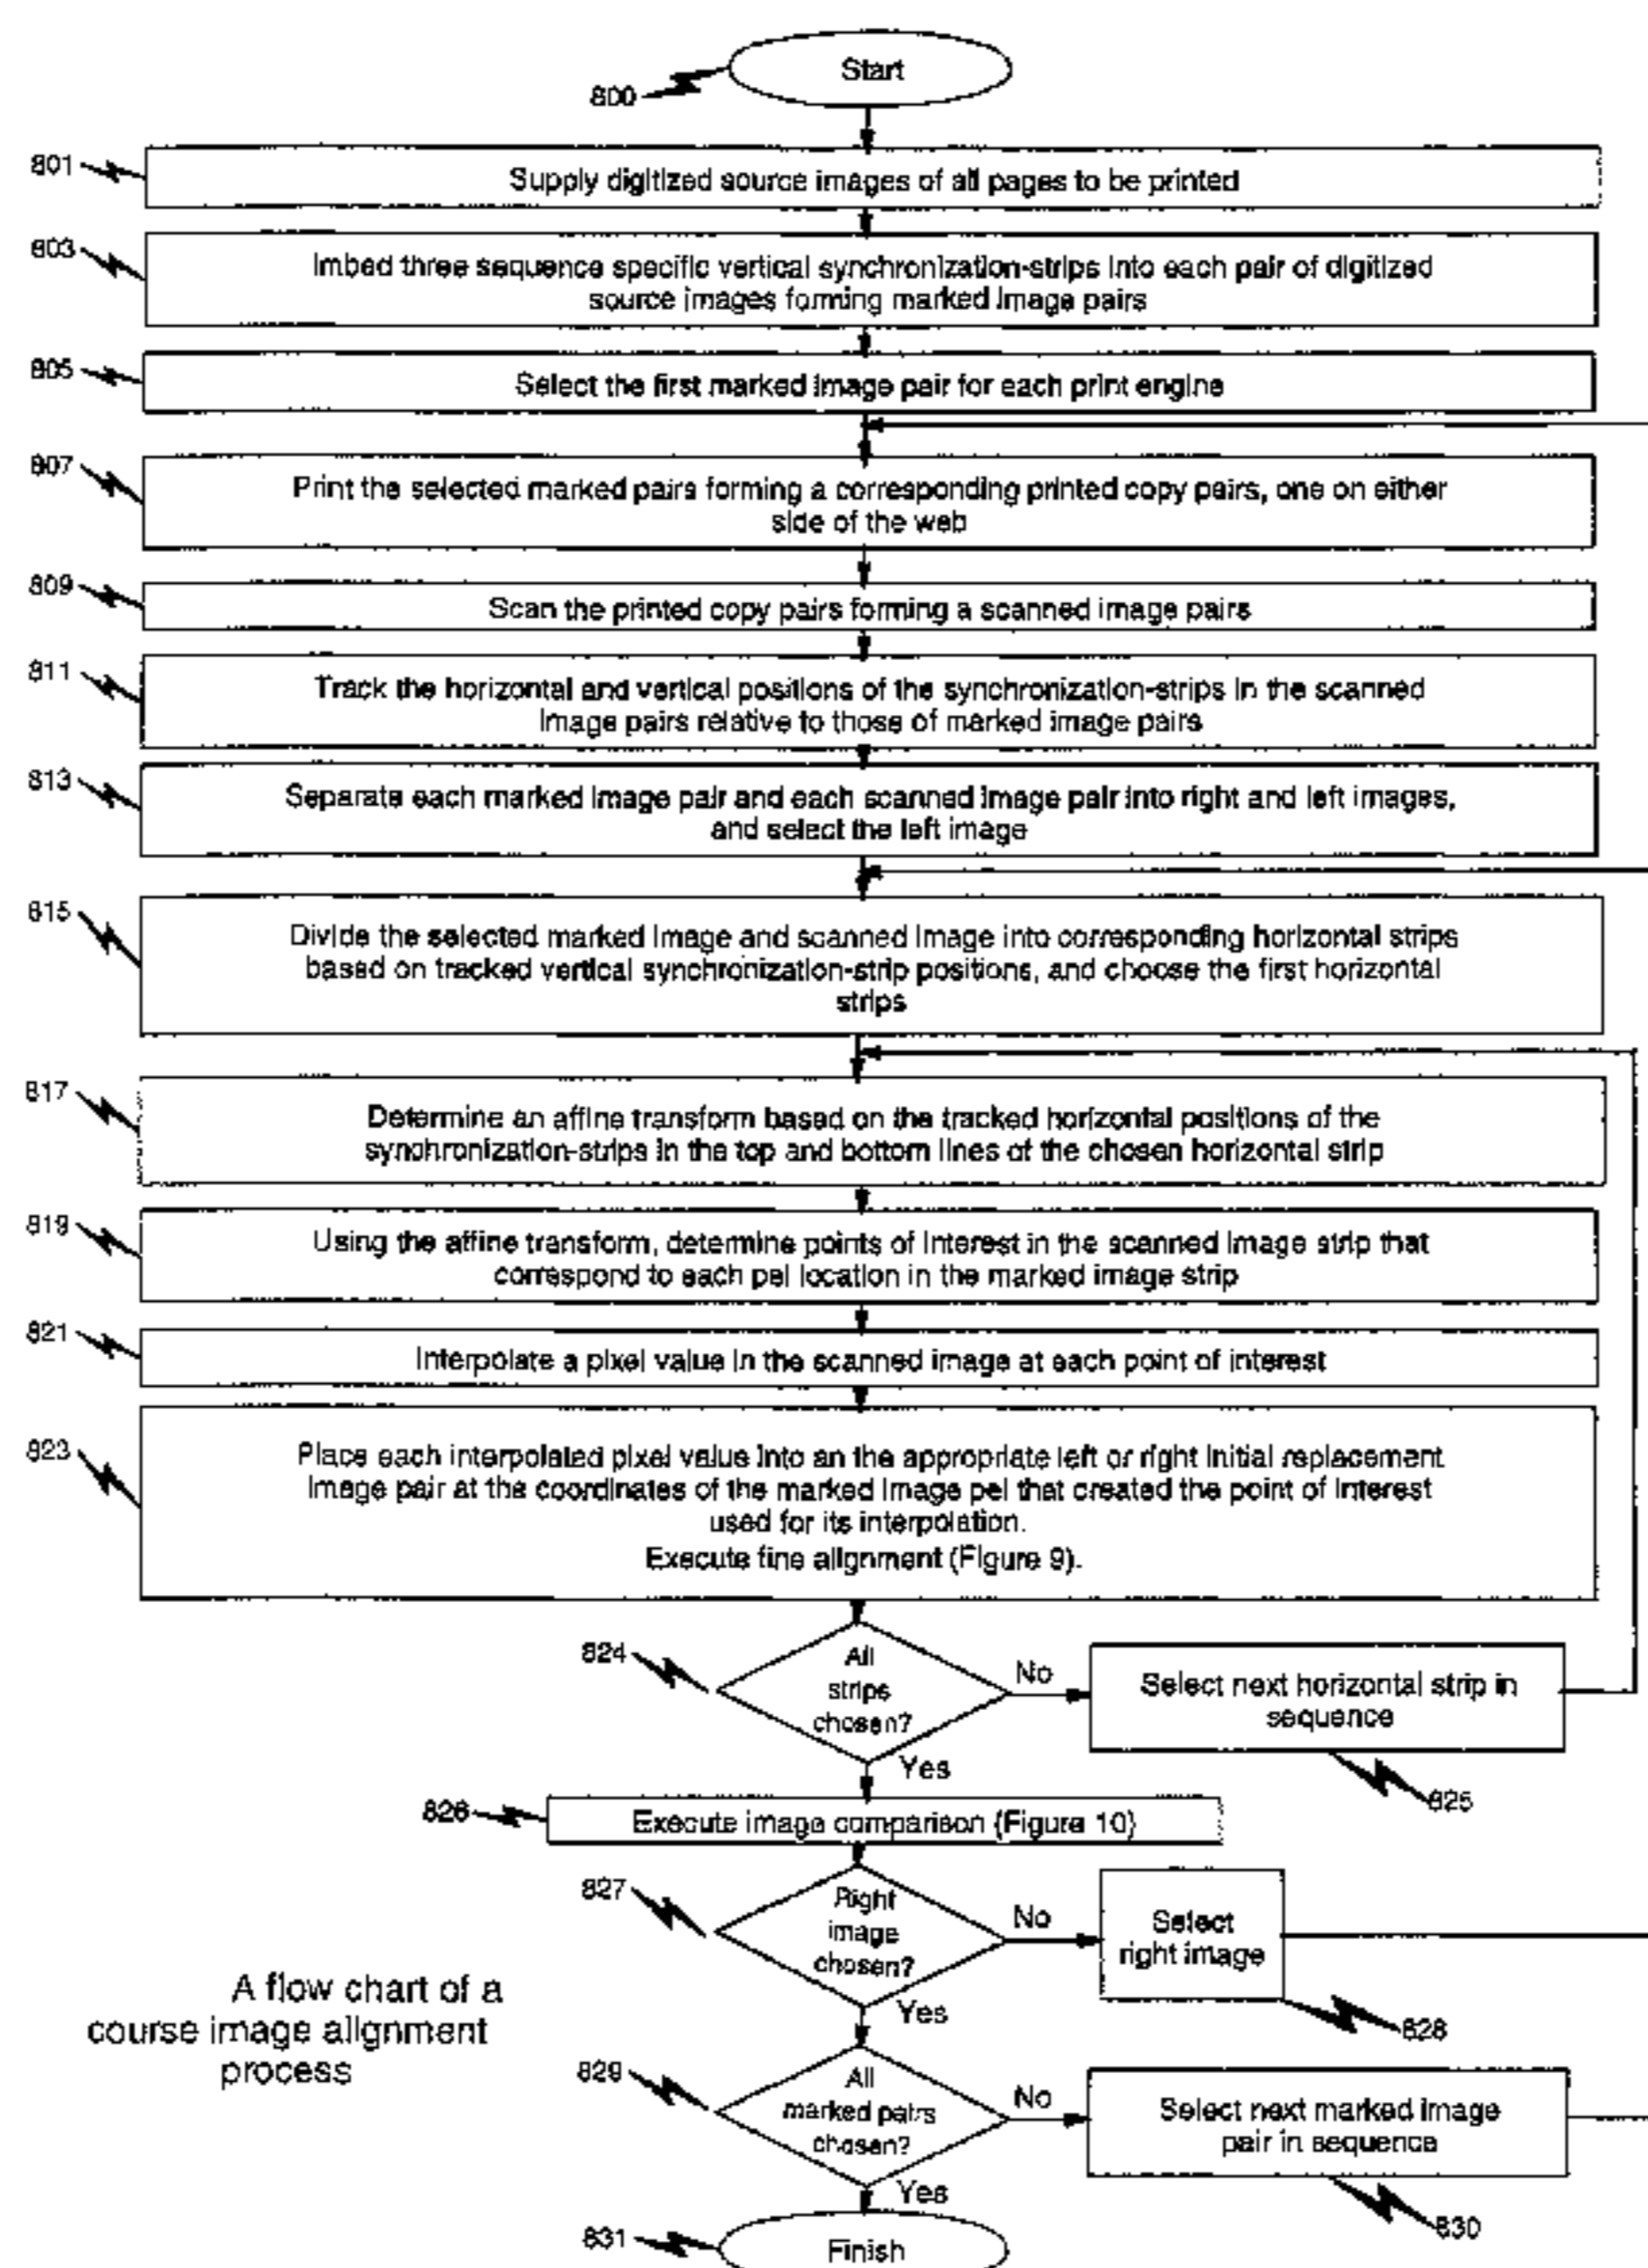 Start
800
801
Supply digitized source images of all pages to be printed
803
Imbed three sequence specific vertical synchronization-strips into each pair of digitized
source images forming marked image pairs
805
Select the first marked image pair for each print engine
807
Print the selected marked pairs forming a corresponding printed copy pairs, one on either
side of the web
809
Scan the printed copy pairs forming a scanned image pairs
811
Track the horizontal and vertical positions of the synchronization-strips in the scanned
image pairs relative to those of marked image pairs
813
Separate each marked image pair and each scanned image pair into right and left images,
and select the left image
815
Divide the selected marked image and scanned image into corresponding horizontal strips
based on tracked vertical synchronization-strip positions, and choose the first horizontal
strips
817
Determine an affine transform based on the tracked horizontal positions of the
synchronization-strips in the top and bottom lines of the chosen horizontal strip
819
Using the affine transform, determine points of interest in the scanned image strip that
correspond to each pel location in the marked image strip
821
Interpolate a pixel value in the scanned image at each point of interest
823
Place each interpolated pixel value into an the appropriate left or right initial replacement
image pair at the coordinates of the marked image pel that created the point of interest
used for its interpolation.
Execute fine alignment (Figure 9).
824
All
strips
chosen?
No
Select next horizontal strip in
sequence
825
Yes
826
Execute image comparison (Figure 10)
827
Right
image
chosen?
No
Select
right image
828
Yes
A flow chart of a
course image alignment
process
829
All
marked pairs
chosen?
No
Select next marked image
pair in sequence
830
Yes
831
Finish